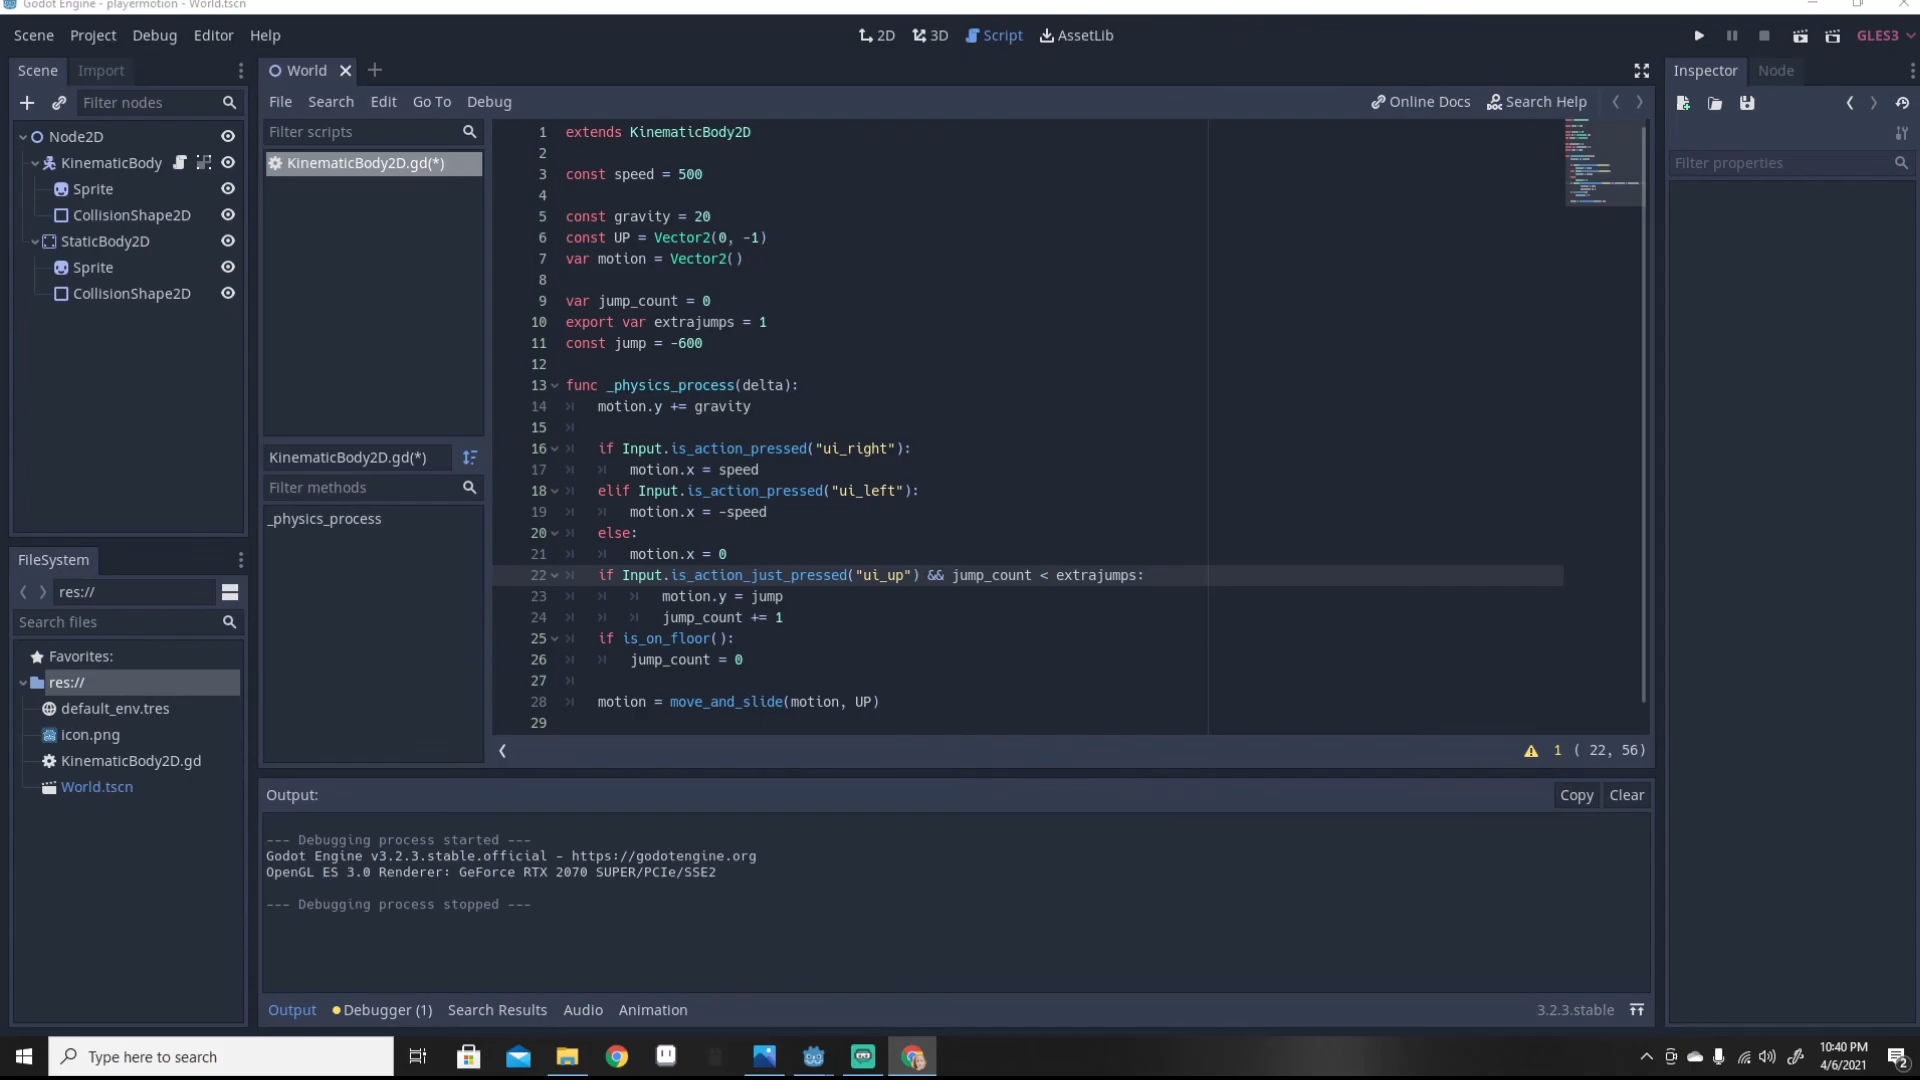 Godot Engine - playermotion - World.tscn
Scene Project Debug Editor Help
2D 3D Script AssetLib
GLES3
Scene Import
Filter nodes
Node2D
KinematicBody
Sprite
CollisionShape2D
StaticBody2D
Sprite
CollisionShape2D
FileSystem
res://
Search files
Favorites:
res://
default_env.tres
icon.png
KinematicBody2D.gd
World.tscn
World
File Search Edit Go To Debug
Online Docs Search Help
Filter scripts
KinematicBody2D.gd(*)
KinematicBody2D.gd(*)
Filter methods
_physics_process
1 extends KinematicBody2D
2
3 const speed = 500
4
5 const gravity = 20
6 const UP = Vector2(0, -1)
7 var motion = Vector2()
8
9 var jump_count = 0
10 export var extrajumps = 1
11 const jump = -600
12
13 func _physics_process(delta):
14 motion.y += gravity
15
16 if Input.is_action_pressed("ui_right"):
17 motion.x = speed
18 elif Input.is_action_pressed("ui_left"):
19 motion.x = -speed
20 else:
21 motion.x = 0
22 if Input.is_action_just_pressed("ui_up") && jump_count < extrajumps:
23 motion.y = jump
24 jump_count += 1
25 if is_on_floor():
26 jump_count = 0
27
28 motion = move_and_slide(motion, UP)
29
1 ( 22, 56)
Output:
Copy Clear
--- Debugging process started ---
Godot Engine v3.2.3.stable.official - https://godotengine.org
OpenGL ES 3.0 Renderer: GeForce RTX 2070 SUPER/PCIe/SSE2
--- Debugging process stopped ---
Output Debugger (1) Search Results Audio Animation
3.2.3.stable
Inspector Node
Filter properties
Type here to search
10:40 PM
4/6/2021
2